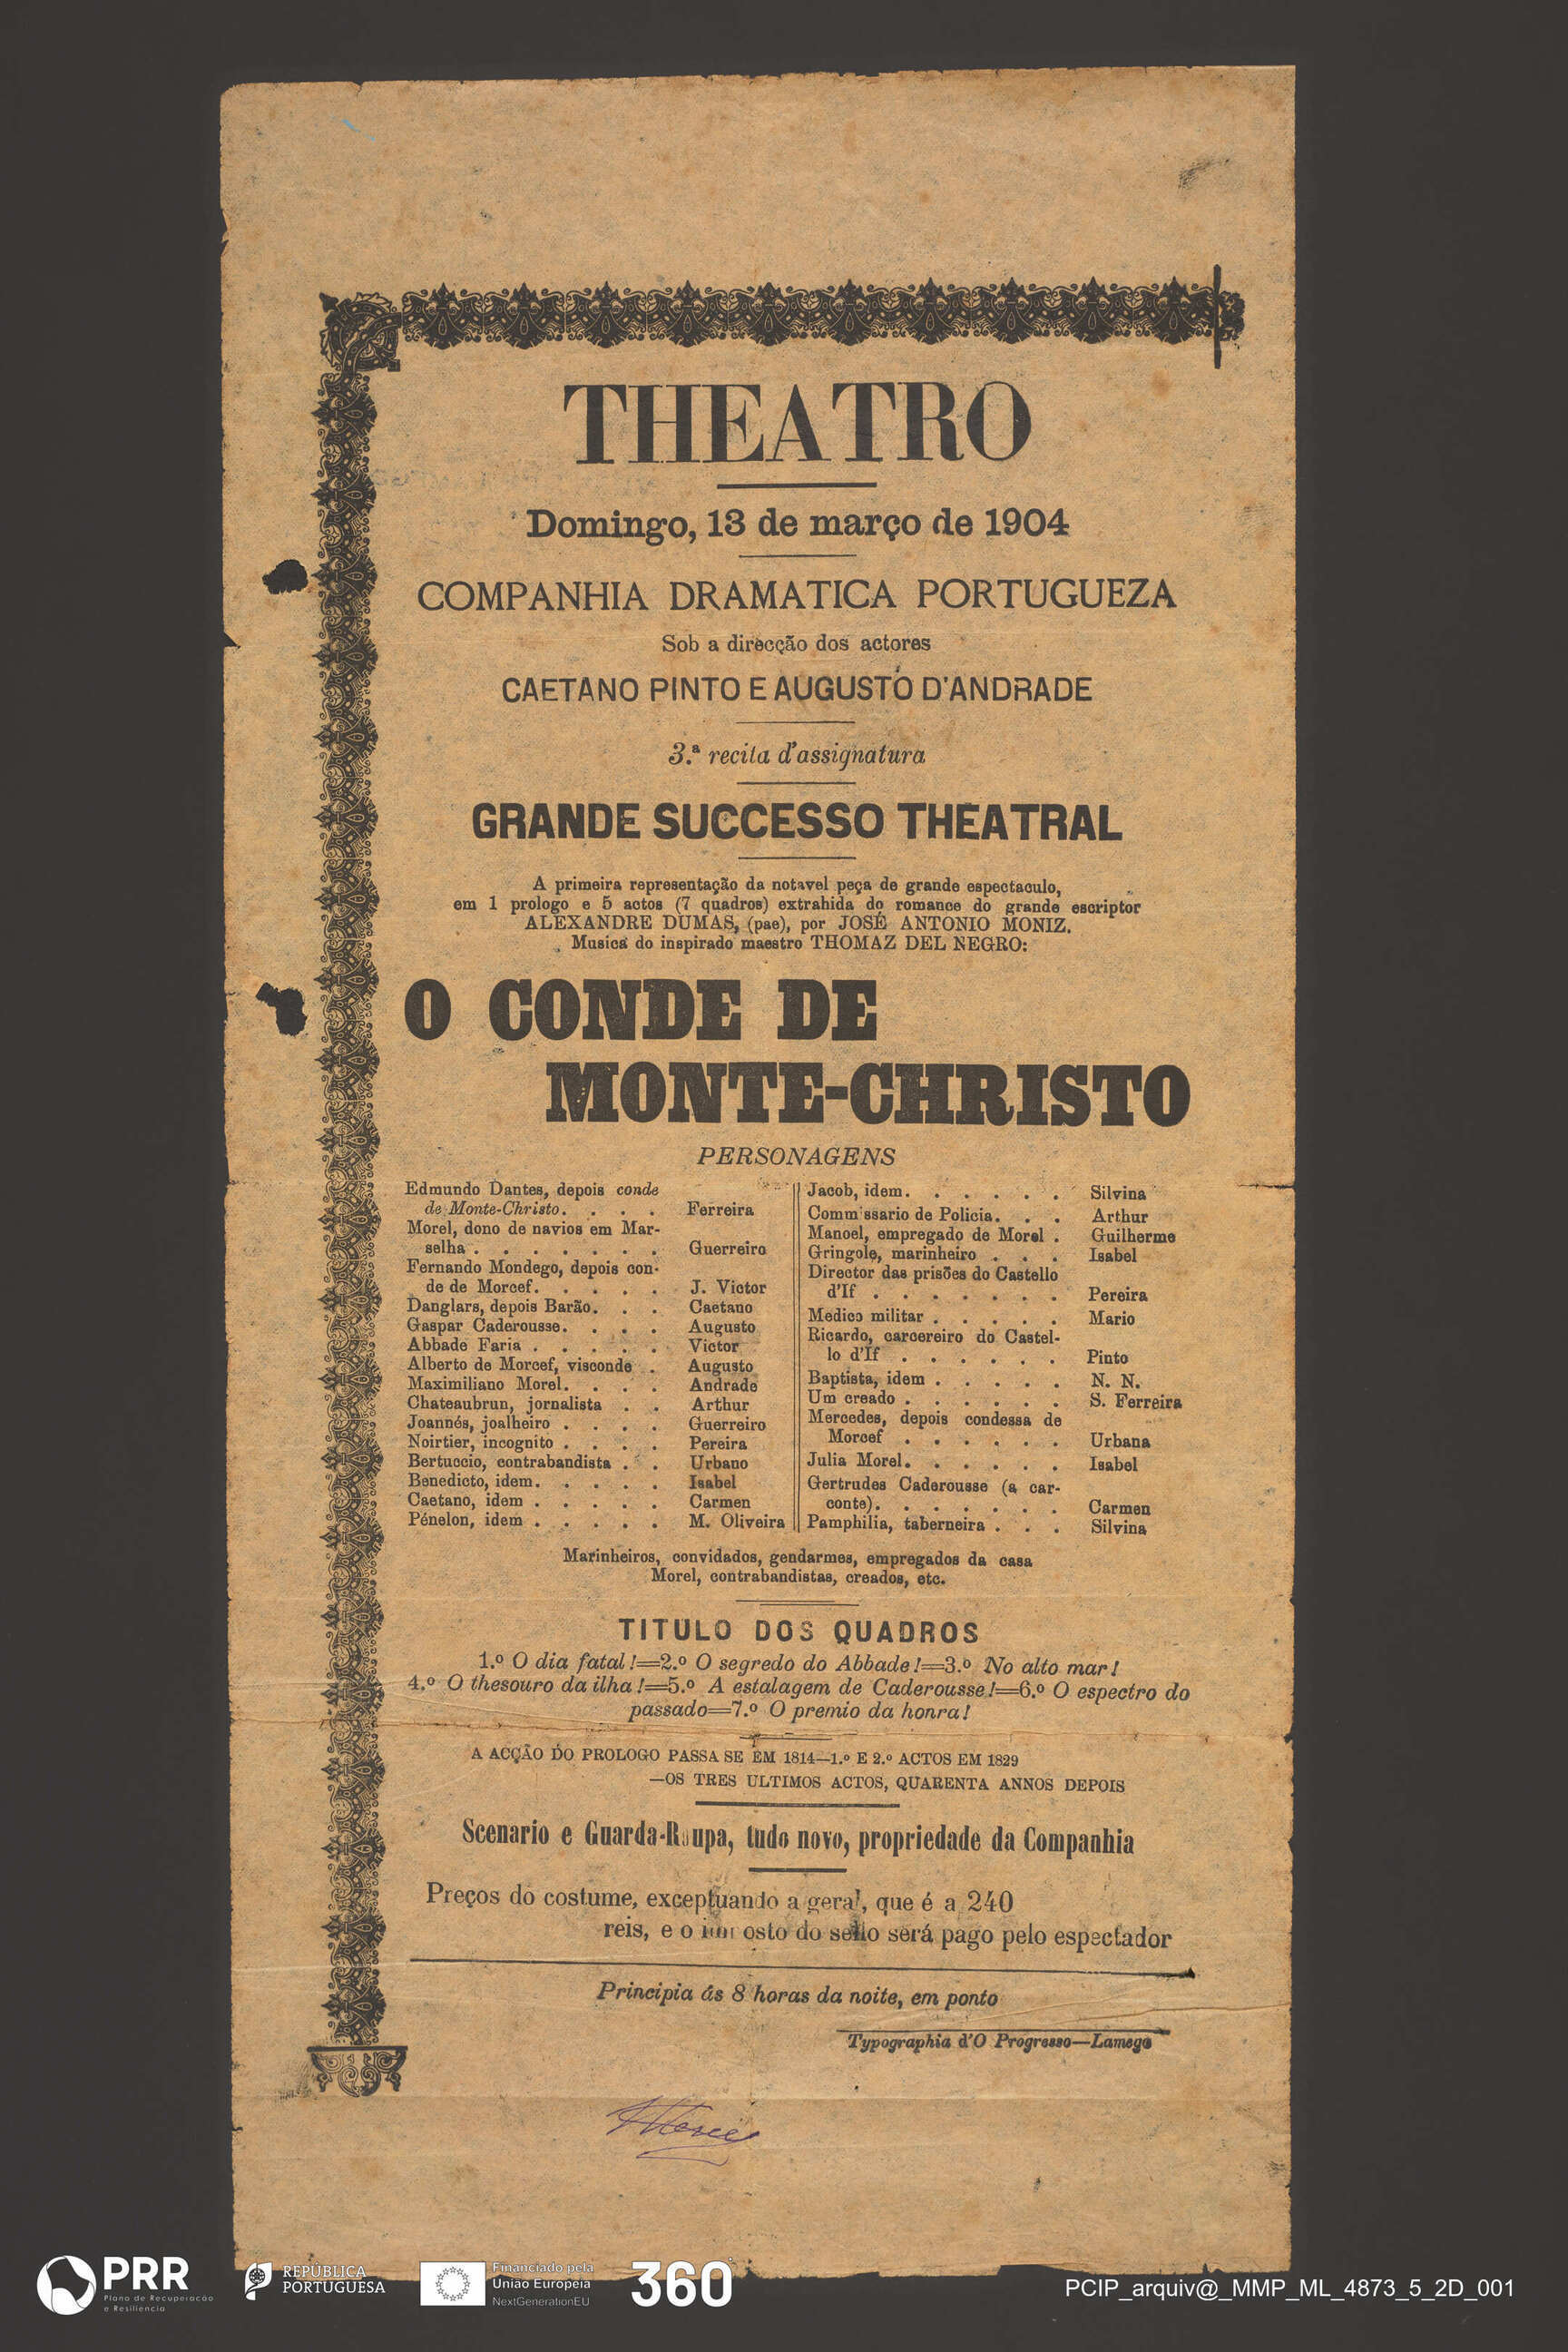 THEATRO
Domingo, 13 de março de 1904
COMPANHIA DRAMATICA PORTUGUEZA
Sob a direcção dos actores
CAETANO PINTO E AUGUSTO D'ANDRADE
3.ª recita d'assignatura
GRANDE SUCCESSO THEATRAL
A primeira representação da notavel peça de grande espectaculo,
em 1 prologo e 5 actos (7 quadros) extrahida do romance do grande escriptor
ALEXANDRE DUMAS, (pae), por JOSÉ ANTONIO MONIZ.
Musica do inspirado maestro THOMAZ DEL NEGRO:
O CONDE DE
MONTE-CHRISTO
PERSONAGENS
Edmundo Dantes, depois conde
de Monte-Christo. . . . . Ferreira
Morel, dono de navios em Mar-
selha . . . . . . . Guerreiro
Fernando Mondego, depois con-
de de Morcef. . . . . J. Victor
Danglars, depois Barão. . . Caetano
Gaspar Caderousse. . . . Augusto
Abbade Faria . . . . . Victor
Alberto de Morcef, visconde . Augusto
Maximiliano Morel. . . . Andrade
Chateaubrun, jornalista . . Arthur
Joannés, joalheiro . . . . Guerreiro
Noirtier, incognito . . . . Pereira
Bertuccio, contrabandista . . Urbano
Benedicto, idem. . . . . Isabel
Caetano, idem . . . . . Carmen
Pénelon, idem . . . . . M. Oliveira
Jacob, idem. . . . . . Silvina
Commissario de Policia. . . Arthur
Manoel, empregado de Morel . Guilherme
Gringole, marinheiro . . . Isabel
Director das prisões do Castello
d'If . . . . . . . Pereira
Medico militar . . . . . Mario
Ricardo, carcereiro do Castel-
lo d'If . . . . . . Pinto
Baptista, idem . . . . . N. N.
Um creado . . . . . . S. Ferreira
Mercedes, depois condessa de
Morcef . . . . . . Urbana
Julia Morel. . . . . . Isabel
Gertrudes Caderousse (a car-
conte). . . . . . . Carmen
Pamphilia, taberneira . . . Silvina
Marinheiros, convidados, gendarmes, empregados da casa
Morel, contrabandistas, creados, etc.
TITULO DOS QUADROS
1.º O dia fatal!=2.º O segredo do Abbade!=3.º No alto mar!
4.º O thesouro da ilha!=5.º A estalagem de Caderousse!=6.º O espectro do
passado=7.º O premio da honra!
A ACÇÃO DO PROLOGO PASSA SE EM 1814—1.º E 2.º ACTOS EM 1829
—OS TRES ULTIMOS ACTOS, QUARENTA ANNOS DEPOIS
Scenario e Guarda-Roupa, tudo novo, propriedade da Companhia
Preços do costume, exceptuando a geral, que é a 240
reis, e o imposto do sello será pago pelo espectador
Principia ás 8 horas da noite, em ponto
Typographia d'O Progresso—Lamego
PRR
Plano de Recuperação
e Resiliência
REPÚBLICA
PORTUGUESA
Financiado pela
União Europeia
NextGenerationEU
360°
PCIP_arquiv@_MMP_ML_4873_5_2D_001